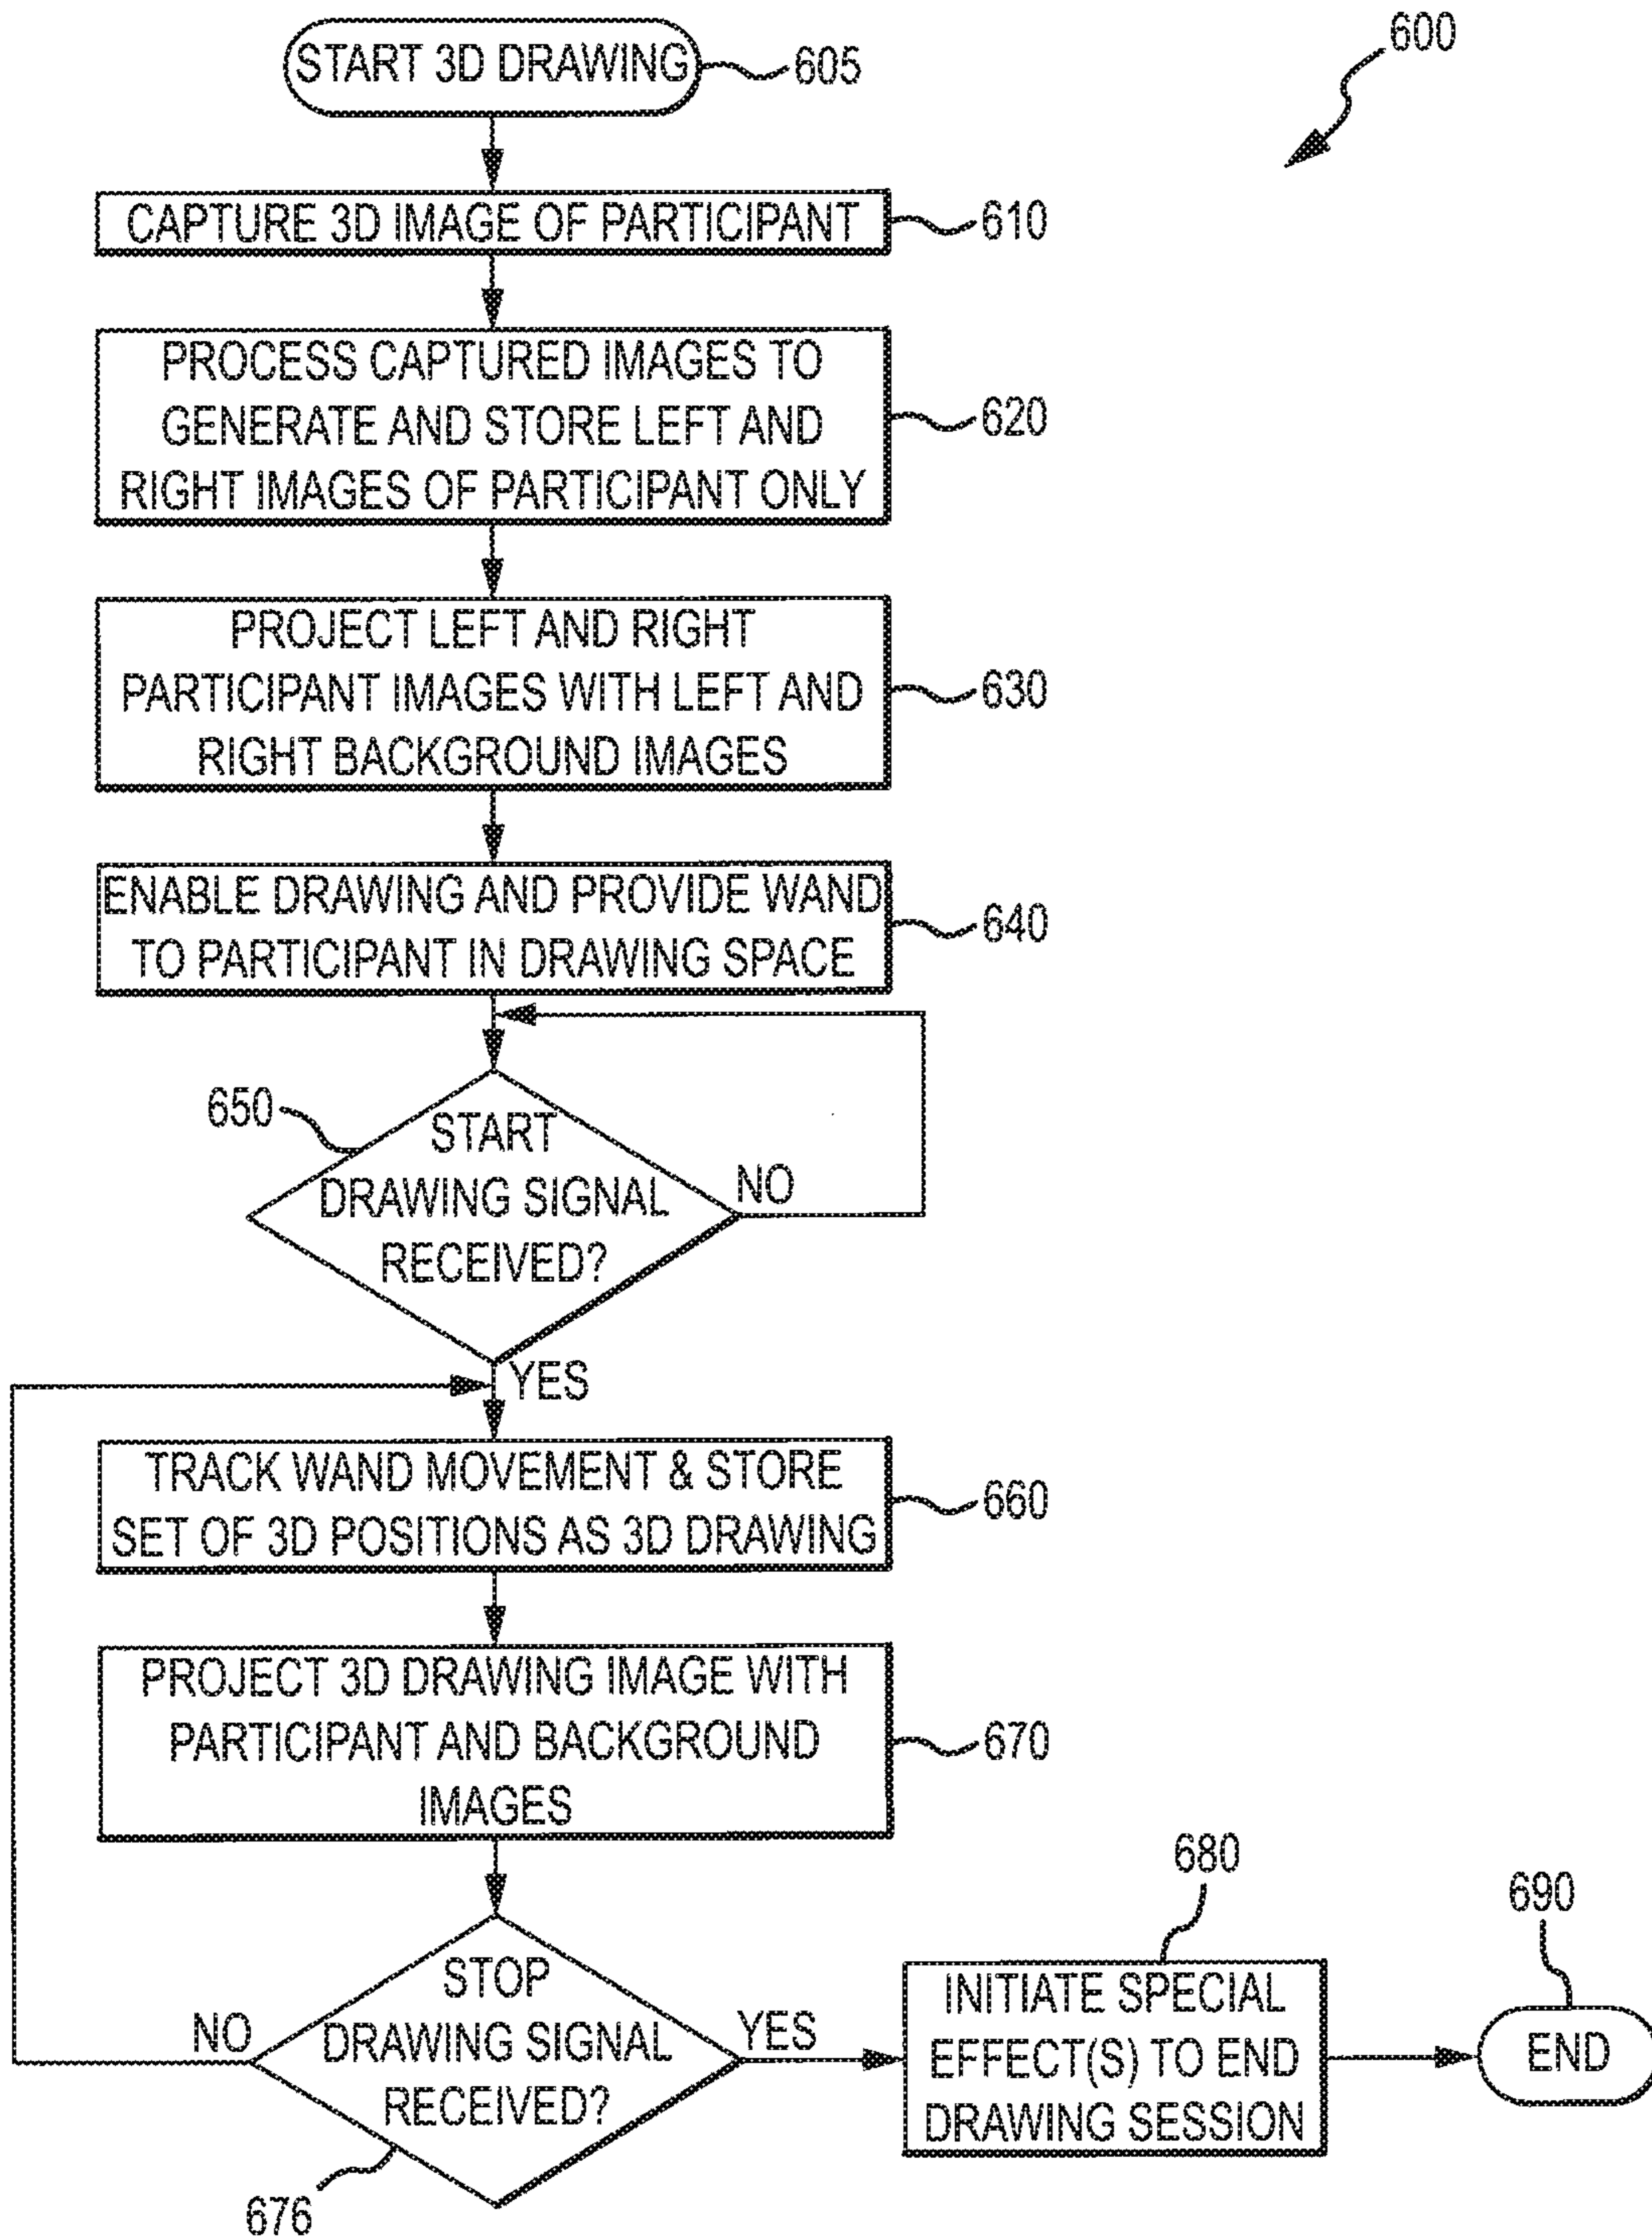 START 3D DRAWING
605
600
CAPTURE 3D IMAGE OF PARTICIPANT
610
PROCESS CAPTURED IMAGES TO
GENERATE AND STORE LEFT AND
RIGHT IMAGES OF PARTICIPANT ONLY
620
PROJECT LEFT AND RIGHT
PARTICIPANT IMAGES WITH LEFT AND
RIGHT BACKGROUND IMAGES
630
ENABLE DRAWING AND PROVIDE WAND
TO PARTICIPANT IN DRAWING SPACE
640
650
START
DRAWING SIGNAL
RECEIVED?
NO
YES
TRACK WAND MOVEMENT & STORE
SET OF 3D POSITIONS AS 3D DRAWING
660
PROJECT 3D DRAWING IMAGE WITH
PARTICIPANT AND BACKGROUND
IMAGES
670
STOP
DRAWING SIGNAL
RECEIVED?
NO
YES
676
680
INITIATE SPECIAL
EFFECT(S) TO END
DRAWING SESSION
690
END